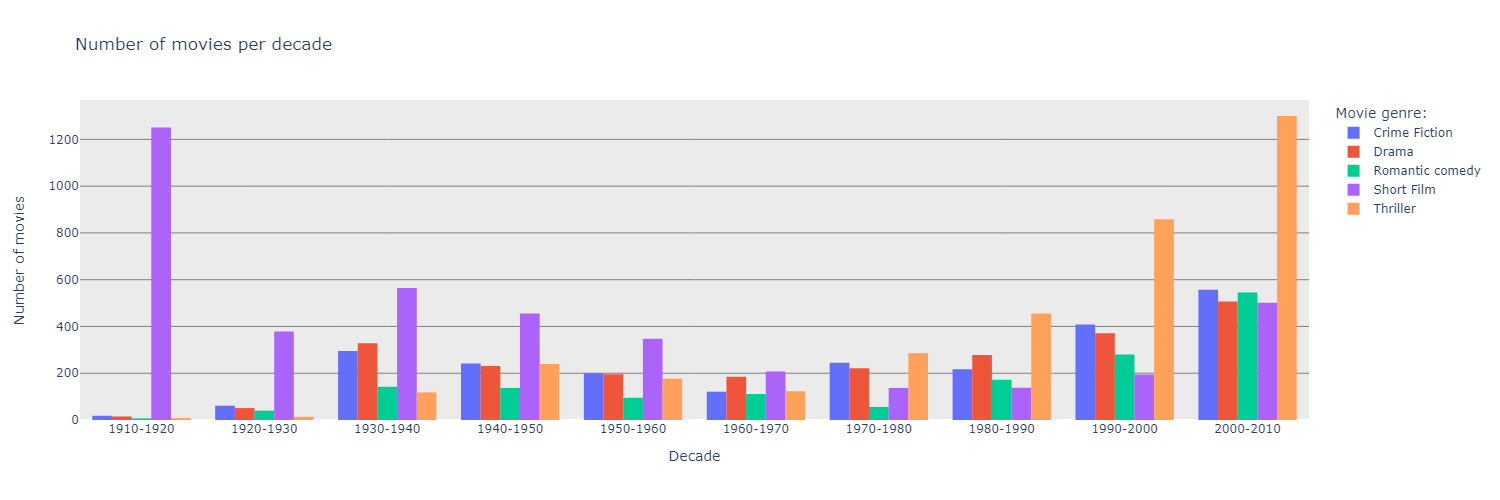 Number of movies per decade
Movie genre:
Crime Fiction
Drama
Romantic comedy
Short Film
Thriller
Number of movies
1200
1000
800
600
400
200
0
1910-1920 1920-1930 1930-1940 1940-1950 1950-1960 1960-1970 1970-1980 1980-1990 1990-2000 2000-2010
Decade